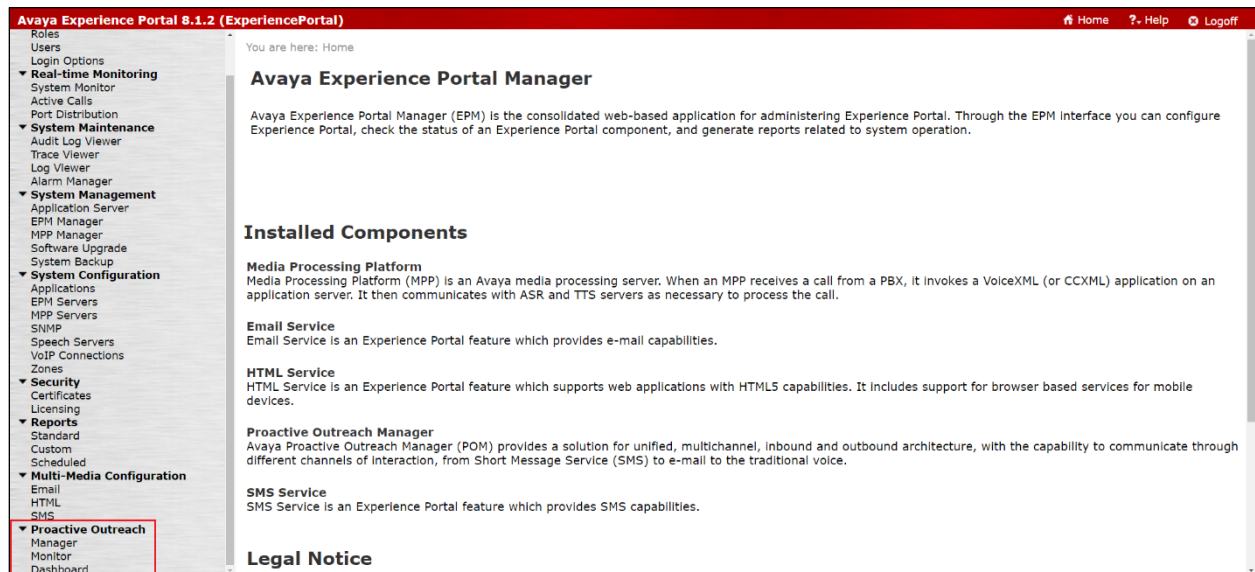 Avaya Experience Portal 8.1.2 (ExperiencePortal)
Home ? Help Logoff
Roles
Users
Login Options
Real-time Monitoring
System Monitor
Active Calls
Port Distribution
System Maintenance
Audit Log Viewer
Trace Viewer
Log Viewer
Alarm Manager
System Management
Application Server
EPM Manager
MPP Manager
Software Upgrade
System Backup
System Configuration
Applications
EPM Servers
MPP Servers
SNMP
Speech Servers
VoIP Connections
Zones
Security
Certificates
Licensing
Reports
Standard
Custom
Scheduled
Multi-Media Configuration
Email
HTML
SMS
Proactive Outreach
Manager
Monitor
Dashboard
You are here: Home
Avaya Experience Portal Manager
Avaya Experience Portal Manager (EPM) is the consolidated web-based application for administering Experience Portal. Through the EPM interface you can configure
Experience Portal, check the status of an Experience Portal component, and generate reports related to system operation.
Installed Components
Media Processing Platform
Media Processing Platform (MPP) is an Avaya media processing server. When an MPP receives a call from a PBX, it invokes a VoiceXML (or CCXML) application on an
application server. It then communicates with ASR and TTS servers as necessary to process the call.
Email Service
Email Service is an Experience Portal feature which provides e-mail capabilities.
HTML Service
HTML Service is an Experience Portal feature which supports web applications with HTML5 capabilities. It includes support for browser based services for mobile
devices.
Proactive Outreach Manager
Avaya Proactive Outreach Manager (POM) provides a solution for unified, multichannel, inbound and outbound architecture, with the capability to communicate through
different channels of interaction, from Short Message Service (SMS) to e-mail to the traditional voice.
SMS Service
SMS Service is an Experience Portal feature which provides SMS capabilities.
Legal Notice